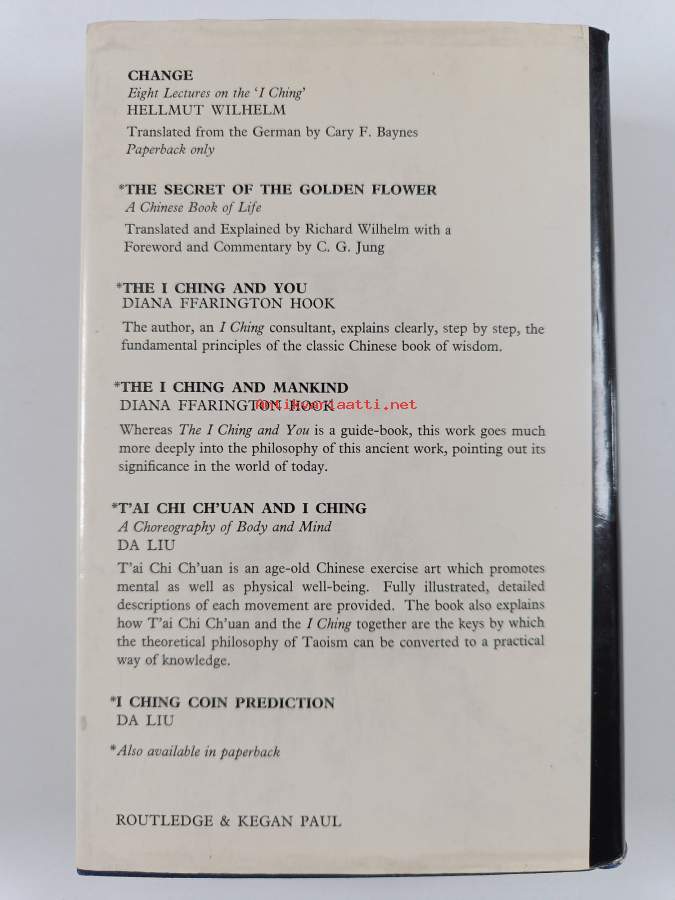 CHANGE
Eight Lectures on the 'I Ching'
HELLMUT WILHELM
Translated from the German by Cary F. Baynes
Paperback only
*THE SECRET OF THE GOLDEN FLOWER
A Chinese Book of Life
Translated and Explained by Richard Wilhelm with a
Foreword and Commentary by C. G. Jung
*THE I CHING AND YOU
DIANA FFARINGTON HOOK
The author, an I Ching consultant, explains clearly, step by step, the
fundamental principles of the classic Chinese book of wisdom.
*THE I CHING AND MANKIND
DIANA FFARINGTON HOOK
Antikvariaatti.net
Whereas The I Ching and You is a guide-book, this work goes much
more deeply into the philosophy of this ancient work, pointing out its
significance in the world of today.
*T'AI CHI CH'UAN AND I CHING
A Choreography of Body and Mind
DA LIU
T'ai Chi Ch'uan is an age-old Chinese exercise art which promotes
mental as well as physical well-being. Fully illustrated, detailed
descriptions of each movement are provided. The book also explains
how T'ai Chi Ch'uan and the I Ching together are the keys by which
the theoretical philosophy of Taoism can be converted to a practical
way of knowledge.
*I CHING COIN PREDICTION
DA LIU
*Also available in paperback
ROUTLEDGE & KEGAN PAUL